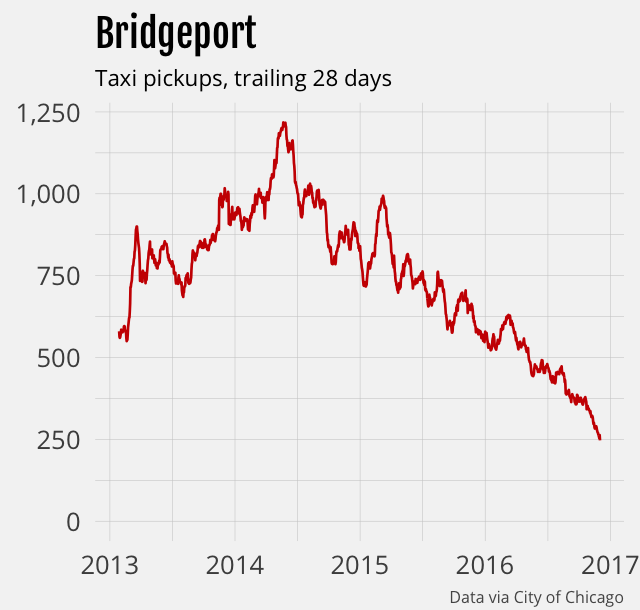 Bridgeport
Taxi pickups, trailing 28 days
1,250
1,000
750
500
250
0
2013 2014 2015 2016 2017
Data via City of Chicago